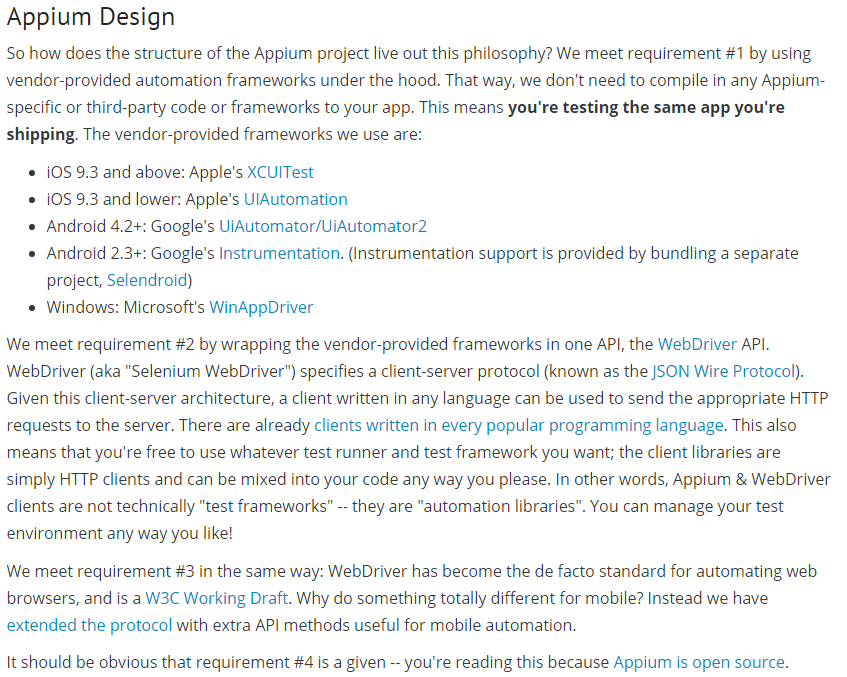 Appium Design
So how does the structure of the Appium project live out this philosophy? We meet requirement #1 by using
vendor-provided automation frameworks under the hood. That way, we don't need to compile in any Appium-
specific or third-party code or frameworks to your app. This means you're testing the same app you're
shipping. The vendor-provided frameworks we use are:
• iOS 9.3 and above: Apple's XCUITest
• iOS 9.3 and lower: Apple's UIAutomation
• Android 4.2+: Google's UiAutomator/UiAutomator2
• Android 2.3+: Google's Instrumentation. (Instrumentation support is provided by bundling a separate
project, Selendroid)
• Windows: Microsoft's WinAppDriver
We meet requirement #2 by wrapping the vendor-provided frameworks in one API, the WebDriver API.
WebDriver (aka "Selenium WebDriver") specifies a client-server protocol (known as the JSON Wire Protocol).
Given this client-server architecture, a client written in any language can be used to send the appropriate HTTP
requests to the server. There are already clients written in every popular programming language. This also
means that you're free to use whatever test runner and test framework you want; the client libraries are
simply HTTP clients and can be mixed into your code any way you please. In other words, Appium & WebDriver
clients are not technically "test frameworks" -- they are "automation libraries". You can manage your test
environment any way you like!
We meet requirement #3 in the same way: WebDriver has become the de facto standard for automating web
browsers, and is a W3C Working Draft. Why do something totally different for mobile? Instead we have
extended the protocol with extra API methods useful for mobile automation.
It should be obvious that requirement #4 is a given -- you're reading this because Appium is open source.